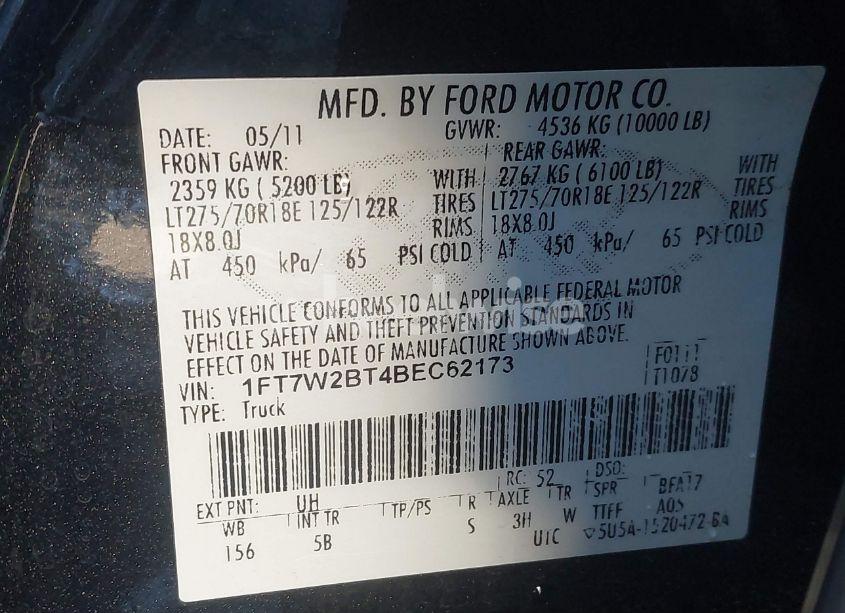 MFD. BY FORD MOTOR CO.
DATE: 05/11 GVWR: 4536 KG (10000 LB)
FRONT GAWR: REAR GAWR:
2359 KG ( 5200 LB) WITH 2767 KG ( 6100 LB) WITH
LT275/70R18E 125/122R TIRES LT275/70R18E 125/122R TIRES
18X8.0J RIMS 18X8.0J RIMS
AT 450 kPa/ 65 PSI COLD AT 450 kPa/ 65 PSI COLD
THIS VEHICLE CONFORMS TO ALL APPLICABLE FEDERAL MOTOR
VEHICLE SAFETY AND THEFT PREVENTION STANDARDS IN
EFFECT ON THE DATE OF MANUFACTURE SHOWN ABOVE.
VIN: 1FT7W2BT4BEC62173 F0111
TYPE: Truck T1078
EXT PNT: UH RC: 52 DSO:
WB INT TR TP/PS R AXLE TR SPR BFA17
156 5B S 3H W TTFF A05
UTC ▽5U5A-1520472-BA